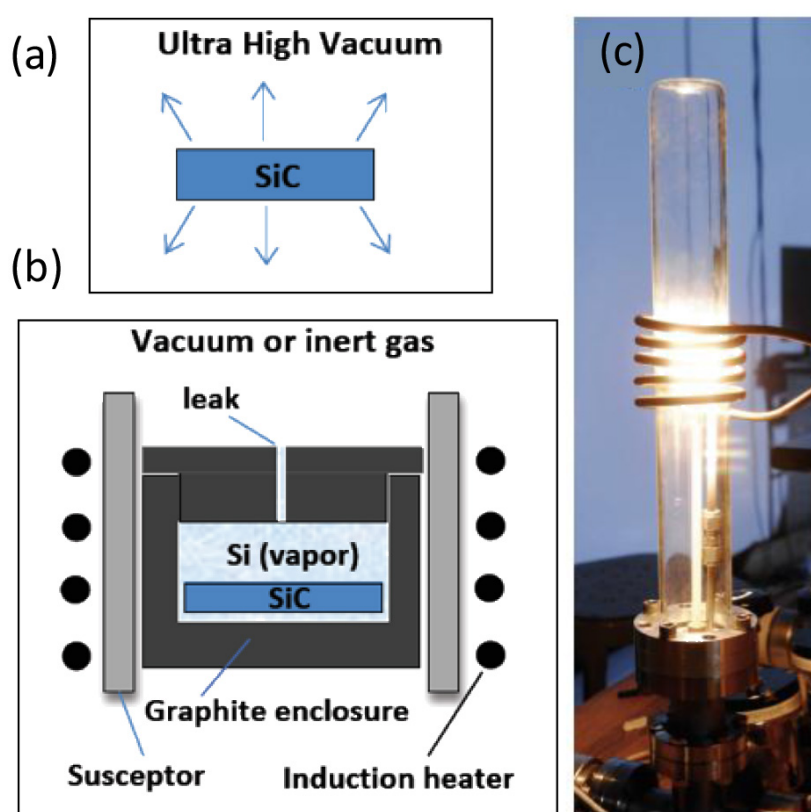 (a)
Ultra High Vacuum
SiC
(b)
Vacuum or inert gas
leak
Si (vapor)
SiC
Graphite enclosure
Susceptor
Induction heater
(c)